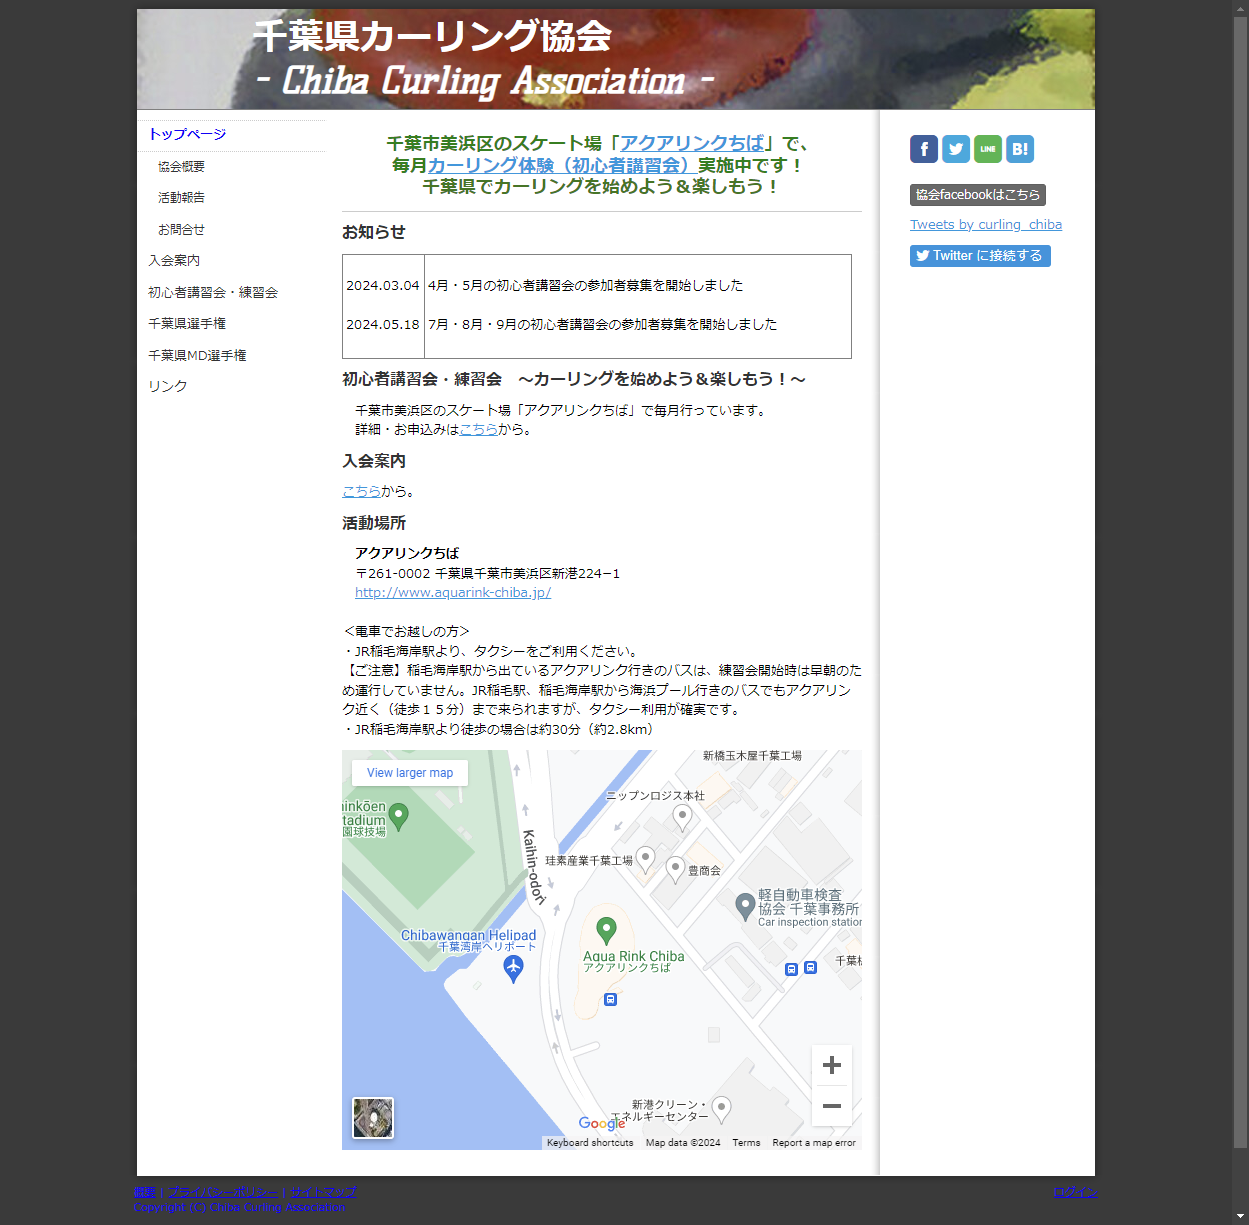 千葉県カーリング協会
- Chiba Curling Association -
トップページ
協会概要
活動報告
お問合せ
入会案内
初心者講習会・練習会
千葉県選手権
千葉県MD選手権
リンク
千葉市美浜区のスケート場「アクアリンクちば」で、
毎月カーリング体験（初心者講習会）実施中です！
千葉県でカーリングを始めよう＆楽しもう！
お知らせ
2024.03.04 4月・5月の初心者講習会の参加者募集を開始しました
2024.05.18 7月・8月・9月の初心者講習会の参加者募集を開始しました
初心者講習会・練習会　～カーリングを始めよう＆楽しもう！～
千葉市美浜区のスケート場「アクアリンクちば」で毎月行っています。
詳細・お申込みはこちらから。
入会案内
こちらから。
活動場所
アクアリンクちば
〒261-0002 千葉県千葉市美浜区新港224−1
http://www.aquarink-chiba.jp/
＜電車でお越しの方＞
・JR稲毛海岸駅より、タクシーをご利用ください。
【ご注意】稲毛海岸駅から出ているアクアリンク行きのバスは、練習会開始時は早朝のた
め運行していません。JR稲毛駅、稲毛海岸駅から海浜プール行きのバスでもアクアリン
ク近く（徒歩１５分）まで来られますが、タクシー利用が確実です。
・JR稲毛海岸駅より徒歩の場合は約30分（約2.8km）
View larger map
新橋玉木屋千葉工場
ニッポンロジス本社
hinkōen
tadium
園球技場
Kaihin-odori
珪素産業千葉工場
豊商会
軽自動車検査
協会 千葉事務所
Car inspection station
Chibawangan Helipad
千葉湾岸ヘリポート
Aqua Rink Chiba
アクアリンクちば
千葉
新港クリーン・
エネルギーセンター
Google
Keyboard shortcuts Map data ©2024 Terms Report a map error
f
LINE
B!
協会facebookはこちら
Tweets by curling_chiba
Twitter に接続する
概要 | プライバシーポリシー | サイトマップ
ログイン
Copyright (C) Chiba Curling Association